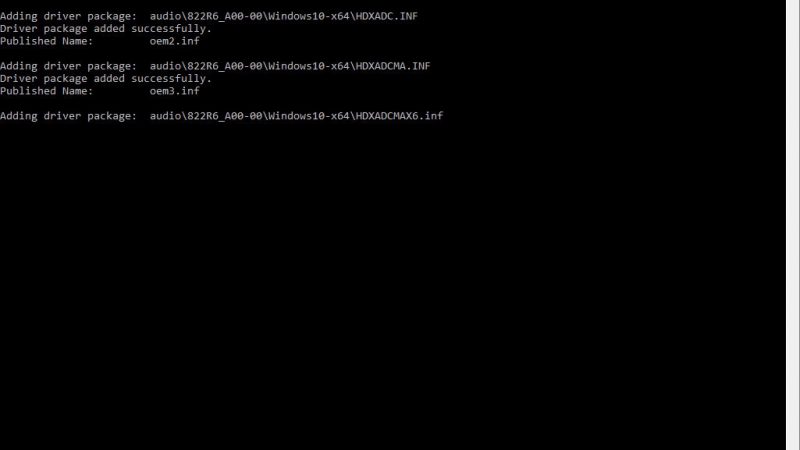 Adding driver package:  audio\822R6_A00-00\Windows10-x64\HDXADC.INF
Driver package added successfully.
Published Name:         oem2.inf
Adding driver package:  audio\822R6_A00-00\Windows10-x64\HDXADCMA.INF
Driver package added successfully.
Published Name:         oem3.inf
Adding driver package:  audio\822R6_A00-00\Windows10-x64\HDXADCMAX6.inf